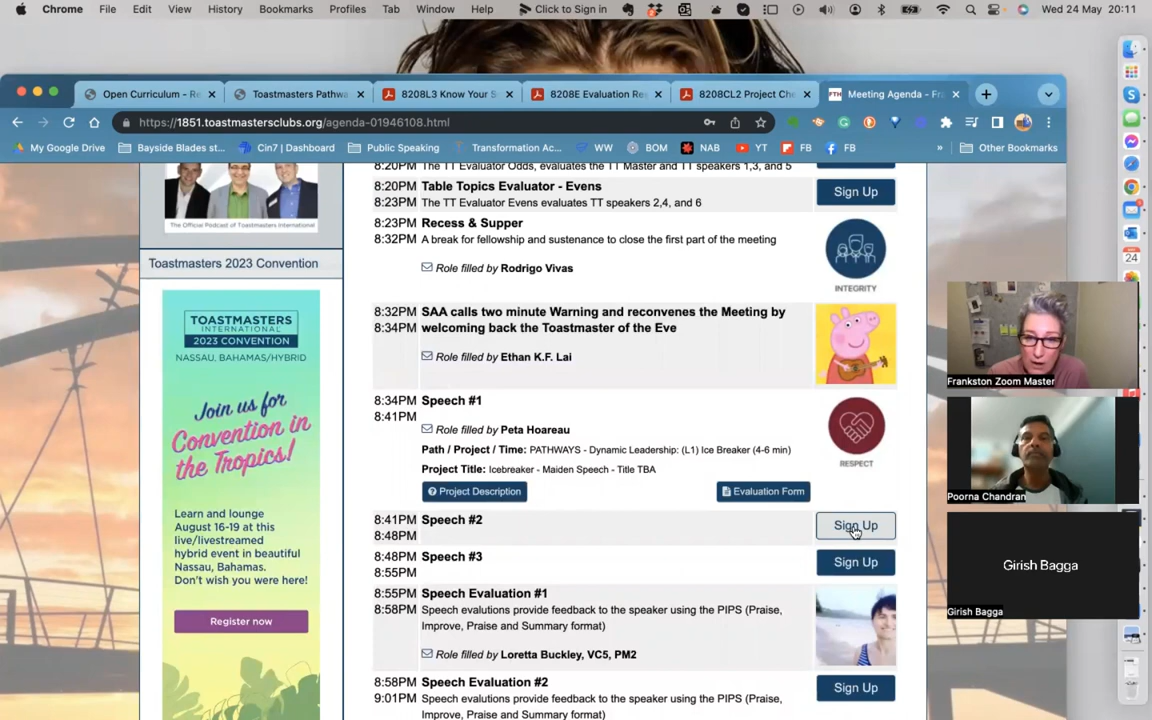 Chrome File Edit View History Bookmarks Profiles Tab Window Help Click to Sign in Wed 24 May 20:11
Open Curriculum - Re
Toastmasters Pathwa
8208L3 Know Your S
8208E Evaluation Res
8208CL2 Project Che
FTH Meeting Agenda - Fra
https://1851.toastmastersclubs.org/agenda-01946108.html
My Google Drive Bayside Blades st... Cin7 | Dashboard Public Speaking Transformation Ac... WW BOM NAB YT FB FB » Other Bookmarks
The Official Podcast of Toastmasters International
Toastmasters 2023 Convention
TOASTMASTERS
INTERNATIONAL
2023 CONVENTION
NASSAU, BAHAMAS/HYBRID
Join us for
Convention in
the Tropics!
Learn and lounge
August 16-19 at this
live/livestreamed
hybrid event in beautiful
Nassau, Bahamas.
Don't wish you were here!
Register now
8:20PM The TT Evaluator Odds, evaluates the TT Master and TT speakers 1,3, and 5
8:20PM Table Topics Evaluator - Evens Sign Up
8:23PM The TT Evaluator Evens evaluates TT speakers 2,4, and 6
8:23PM Recess & Supper
8:32PM A break for fellowship and sustenance to close the first part of the meeting
Role filled by Rodrigo Vivas
INTEGRITY
8:32PM SAA calls two minute Warning and reconvenes the Meeting by
8:34PM welcoming back the Toastmaster of the Eve
Role filled by Ethan K.F. Lai
8:34PM Speech #1
8:41PM
Role filled by Peta Hoareau
Path / Project / Time: PATHWAYS - Dynamic Leadership: (L1) Ice Breaker (4-6 min)
RESPECT
Project Title: Icebreaker - Maiden Speech - Title TBA
Project Description Evaluation Form
8:41PM Speech #2 Sign Up
8:48PM
8:48PM Speech #3 Sign Up
8:55PM
8:55PM Speech Evaluation #1
8:58PM Speech evalutions provide feedback to the speaker using the PIPS (Praise,
Improve, Praise and Summary format)
Role filled by Loretta Buckley, VC5, PM2
8:58PM Speech Evaluation #2 Sign Up
9:01PM Speech evalutions provide feedback to the speaker using the PIPS (Praise,
Improve, Praise and Summary format)
Frankston Zoom Master
Poorna Chandran
Girish Bagga
Girish Bagga
24